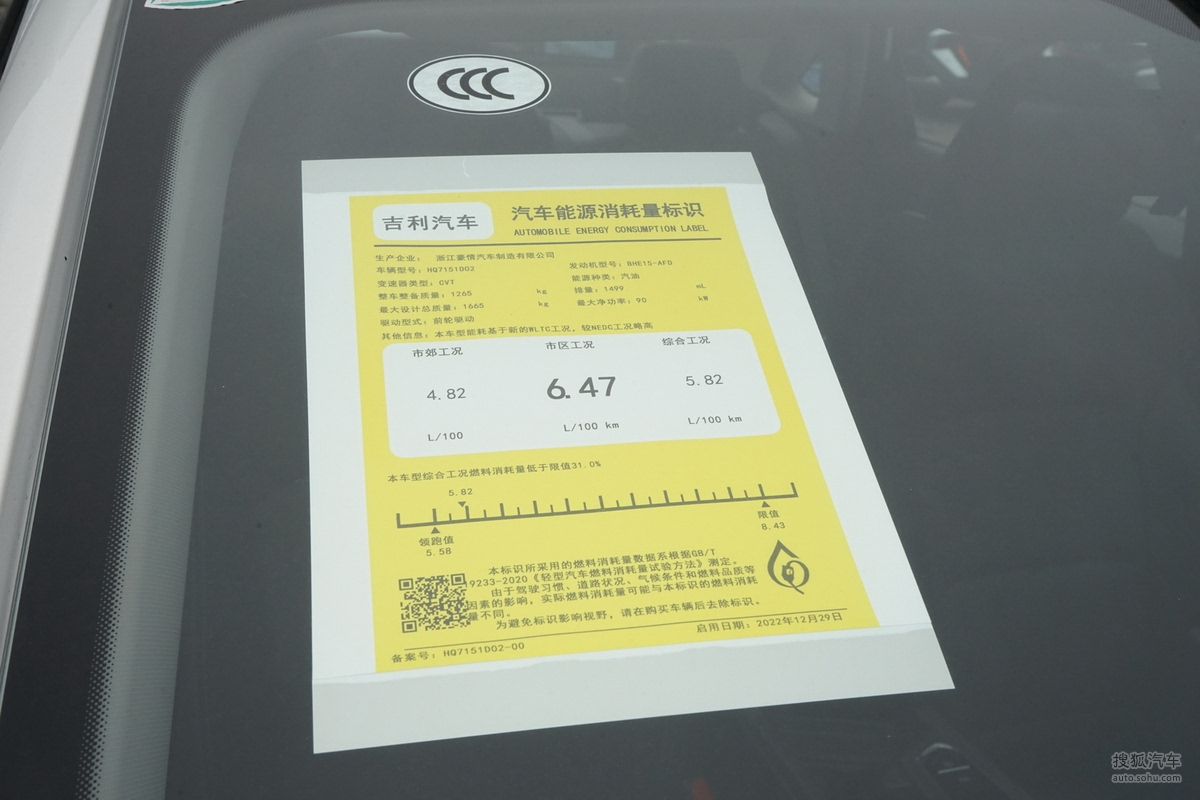 CCC
吉利汽车
汽车能源消耗量标识
AUTOMOBILE ENERGY CONSUMPTION LABEL
生产企业： 浙江豪情汽车制造有限公司
车辆型号：HQ7151D02 发动机型号：BHE15-AFD
变速器类型：CVT 能源种类：汽油
整车整备质量：1265 kg 排量：1499 mL
最大设计总质量：1665 kg 最大净功率：90 kW
驱动型式：前轮驱动
其他信息：本车型能耗基于新的WLTC工况，较NEDC工况略高
市郊工况 市区工况 综合工况
4.82 6.47 5.82
L/100 L/100 km L/100 km
本车型综合工况燃料消耗量低于限值31.0%
5.82
领跑值 限值
5.58 8.43
本标识所采用的燃料消耗量数据系根据GB/T
19233-2020《轻型汽车燃料消耗量试验方法》测定。
由于驾驶习惯、道路状况、气候条件和燃料品质等
因素的影响，实际燃料消耗量可能与本标识的燃料消耗
量不同。
为避免标识影响视野，请在购买车辆后去除标识。
备案号：HQ7151D02-00 启用日期：2022年12月29日
搜狐汽车
auto.sohu.com